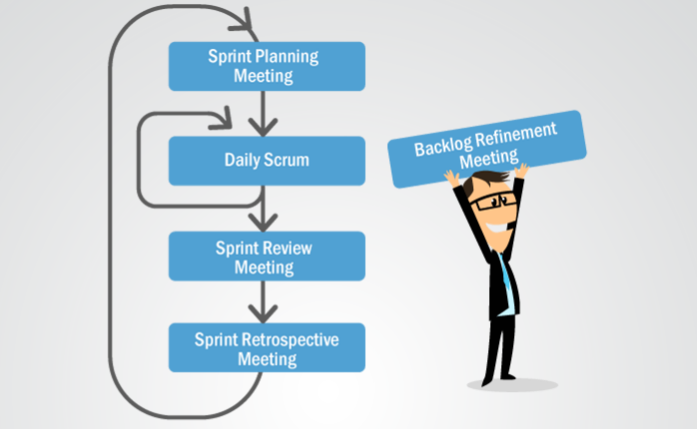 Sprint Planning
Meeting
Daily Scrum
Sprint Review
Meeting
Sprint Retrospective
Meeting
Backlog Refinement
Meeting